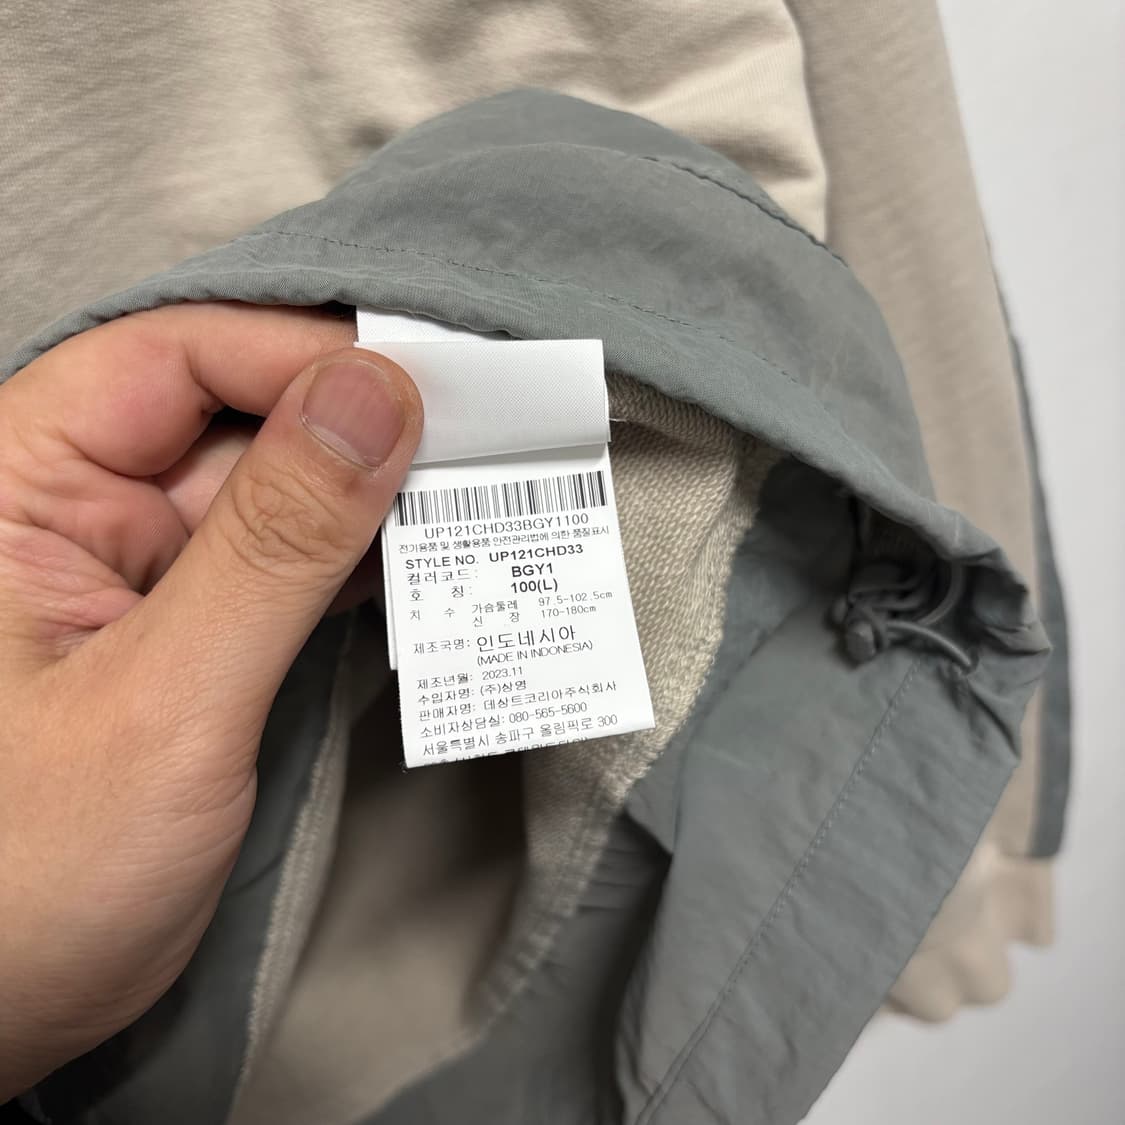 UP121CHD33BGY1100
전기용품 및 생활용품 안전관리법에 의한 품질표시
STYLE NO. UP121CHD33
컬러코드: BGY1
호 칭: 100(L)
치 수 가슴둘레 97.5-102.5cm
신 장 170-180cm
제조국명: 인도네시아
(MADE IN INDONESIA)
제조년월: 2023.11
수입자명: (주)상영
판매자명: 데상트코리아주식회사
소비자상담실: 080-565-5600
서울특별시 송파구 올림픽로 300